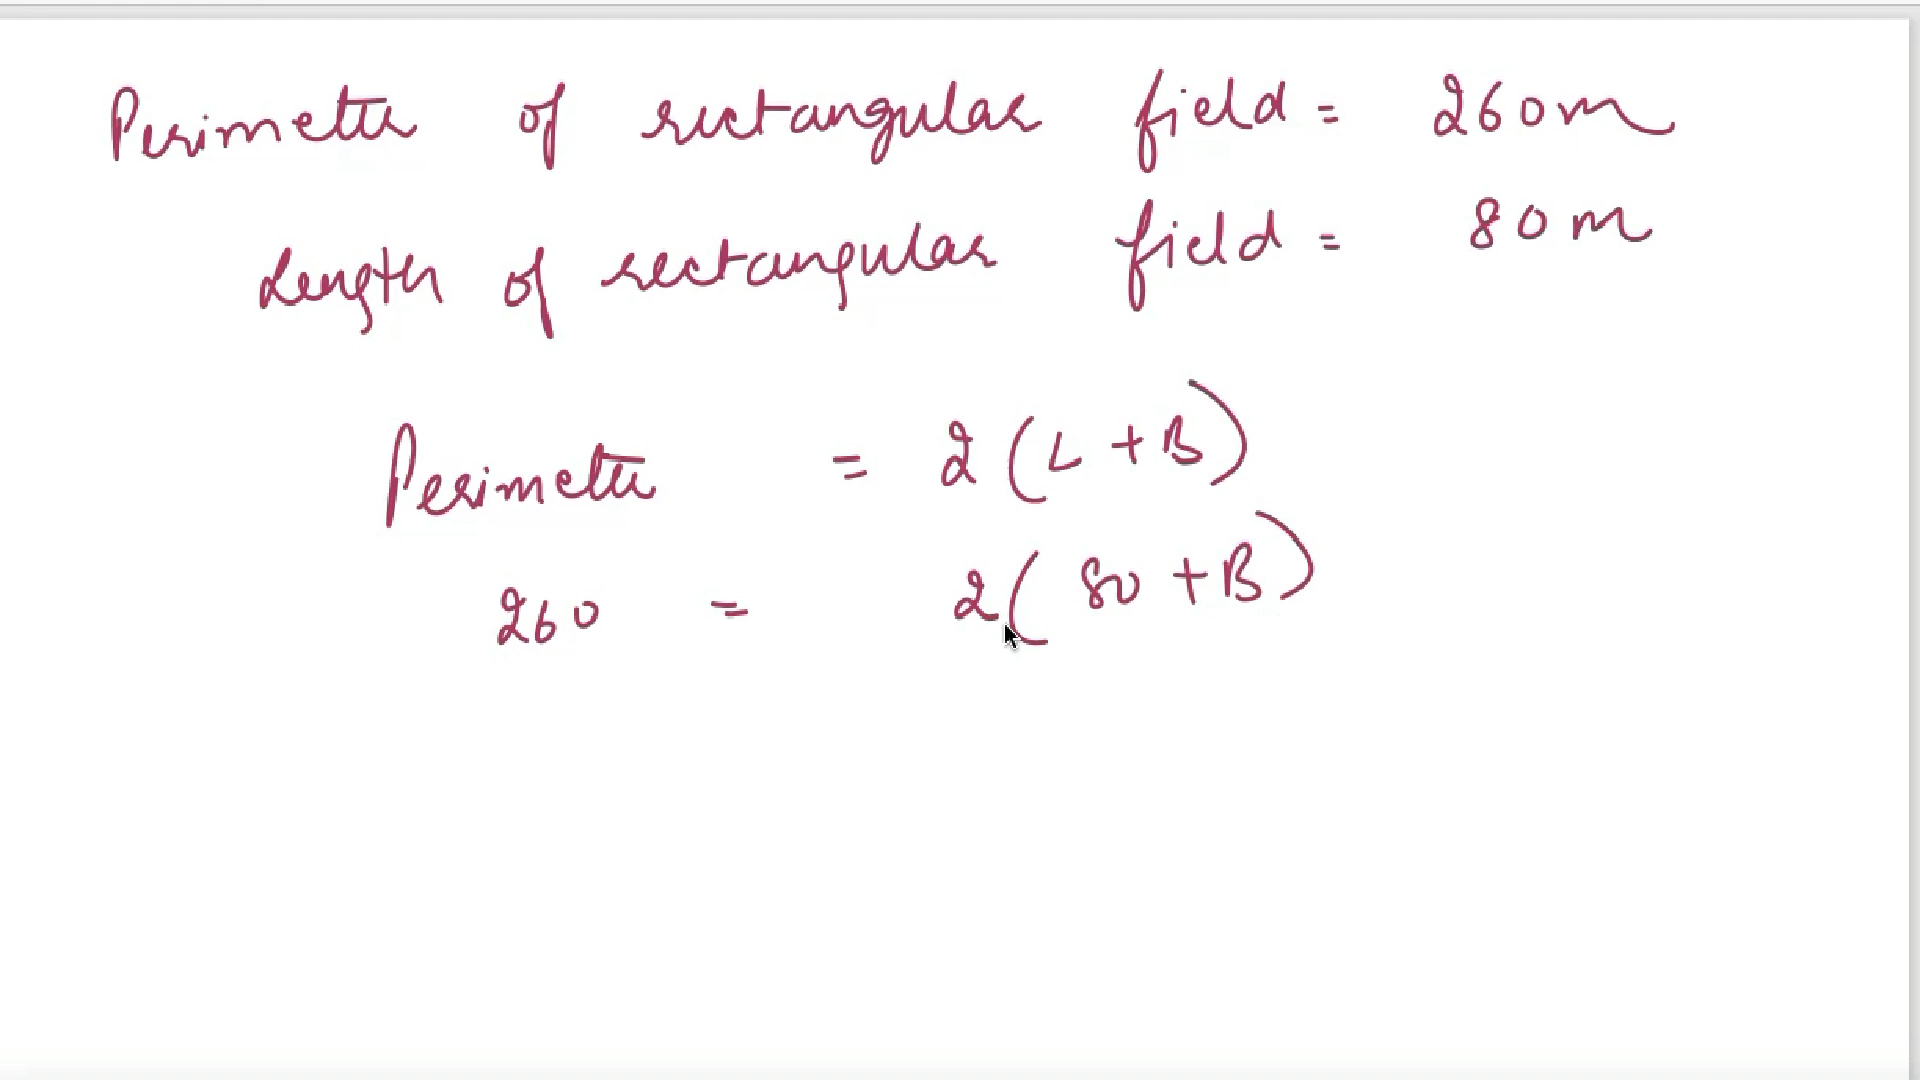 Perimeter of rectangular field = 260m
Length of rectangular field = 80m
Perimeter = 2(L+B)
260 = 2(80+B)